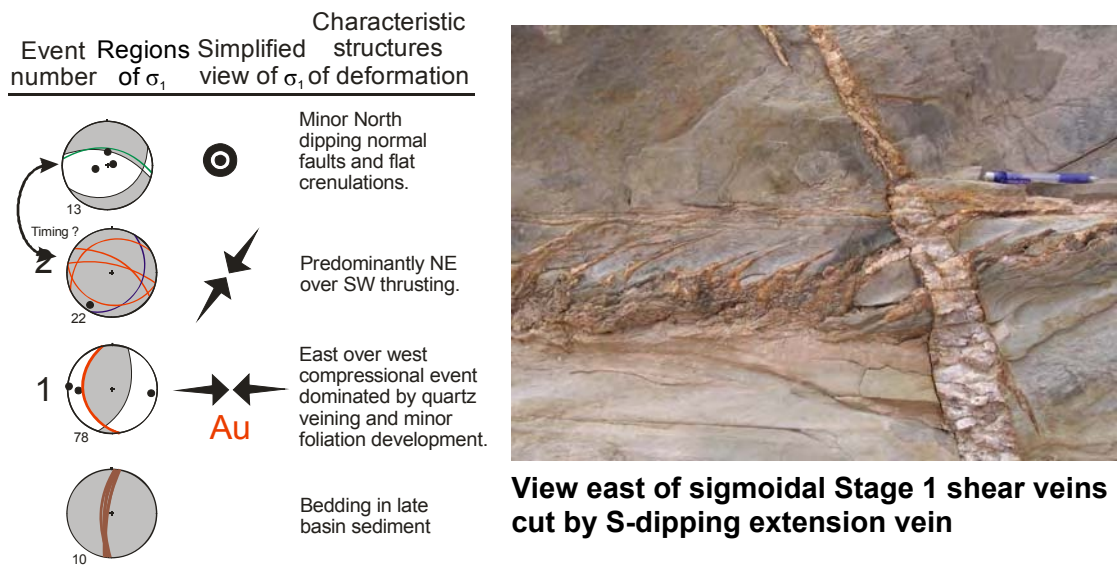 Event number
Regions of σ1
Simplified view of σ1
Characteristic structures of deformation
13
Minor North
dipping normal
faults and flat
crenulations.
Timing ?
2
22
Predominantly NE
over SW thrusting.
1
78
Au
East over west
compressional event
dominated by quartz
veining and minor
foliation development.
10
Bedding in late
basin sediment
View east of sigmoidal Stage 1 shear veins
cut by S-dipping extension vein